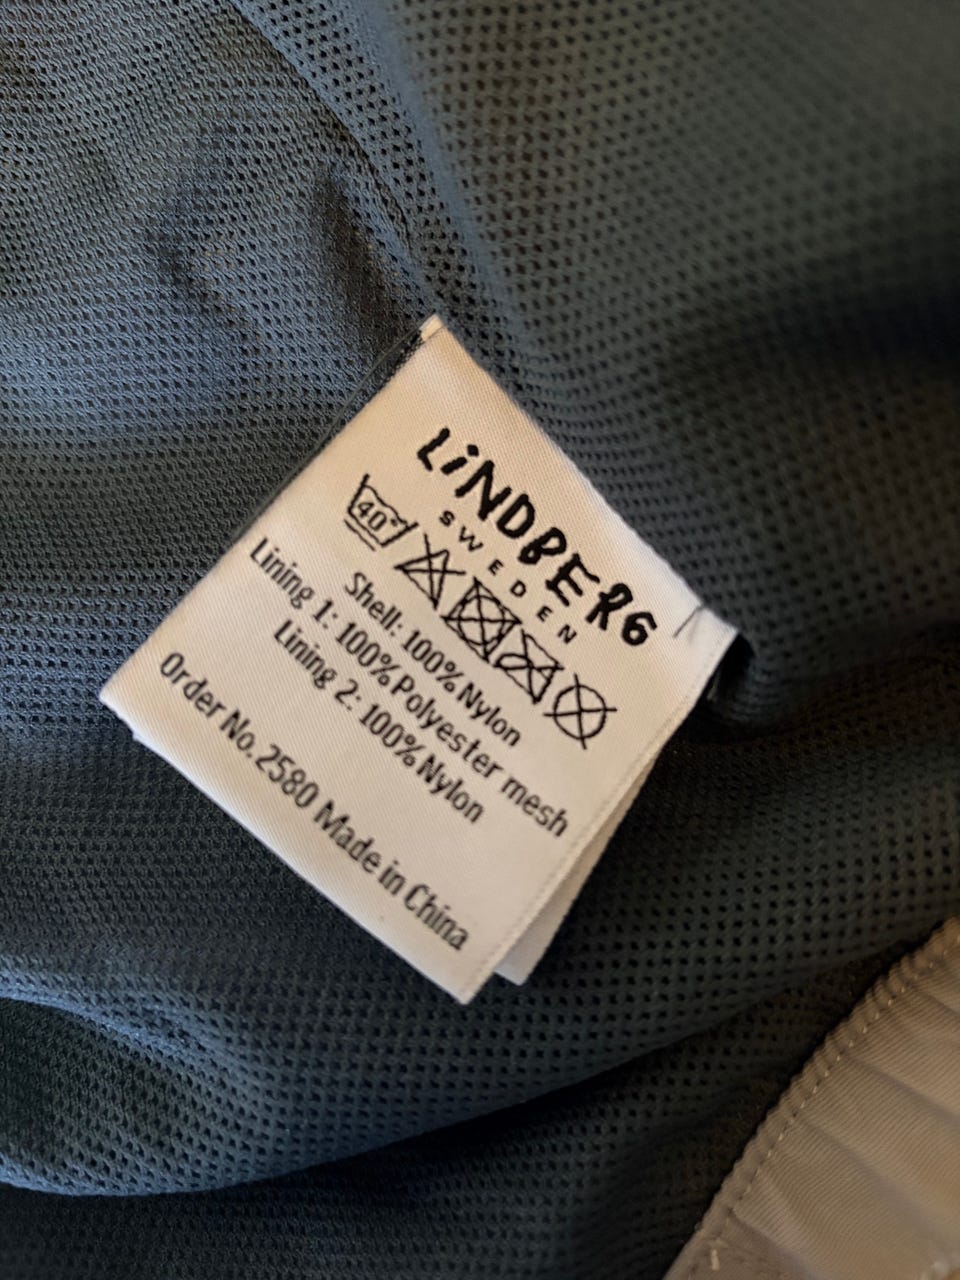 LiNDBERG
SWEDEN
40°
Shell: 100% Nylon
Lining 1: 100% Polyester mesh
Lining 2: 100% Nylon
Order No. 2580 Made in China